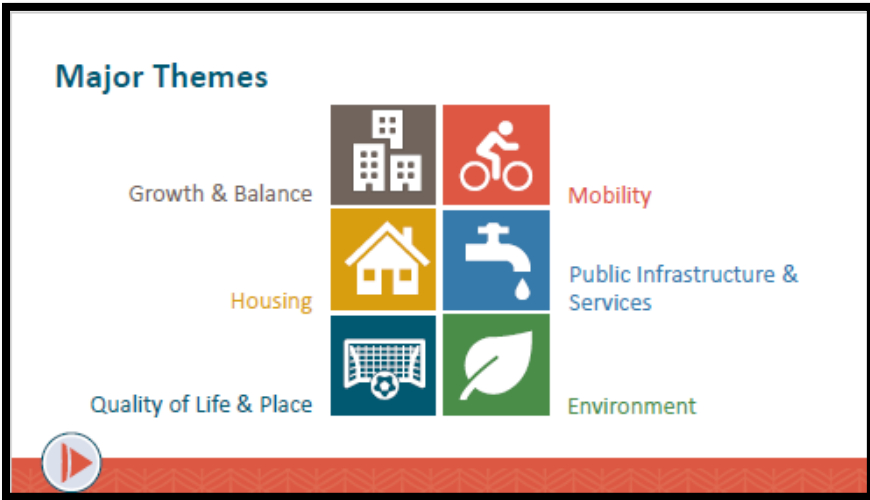 Major Themes
Growth & Balance
Mobility
Housing
Public Infrastructure &
Services
Quality of Life & Place
Environment